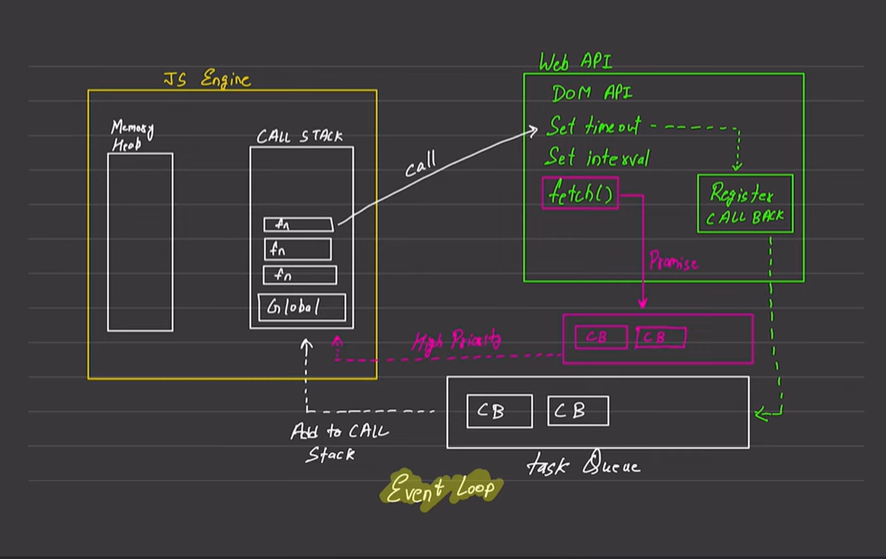 JS Engine
Memory
Heab
CALL STACK
fn
fn
fn
Global
call
Web API
DOM API
Set timeout
Set interval
fetch()
Register
CALL BACK
Promise
CB CB
High Priority
CB CB
Add to CALL
Stack
task Queue
Event Loop